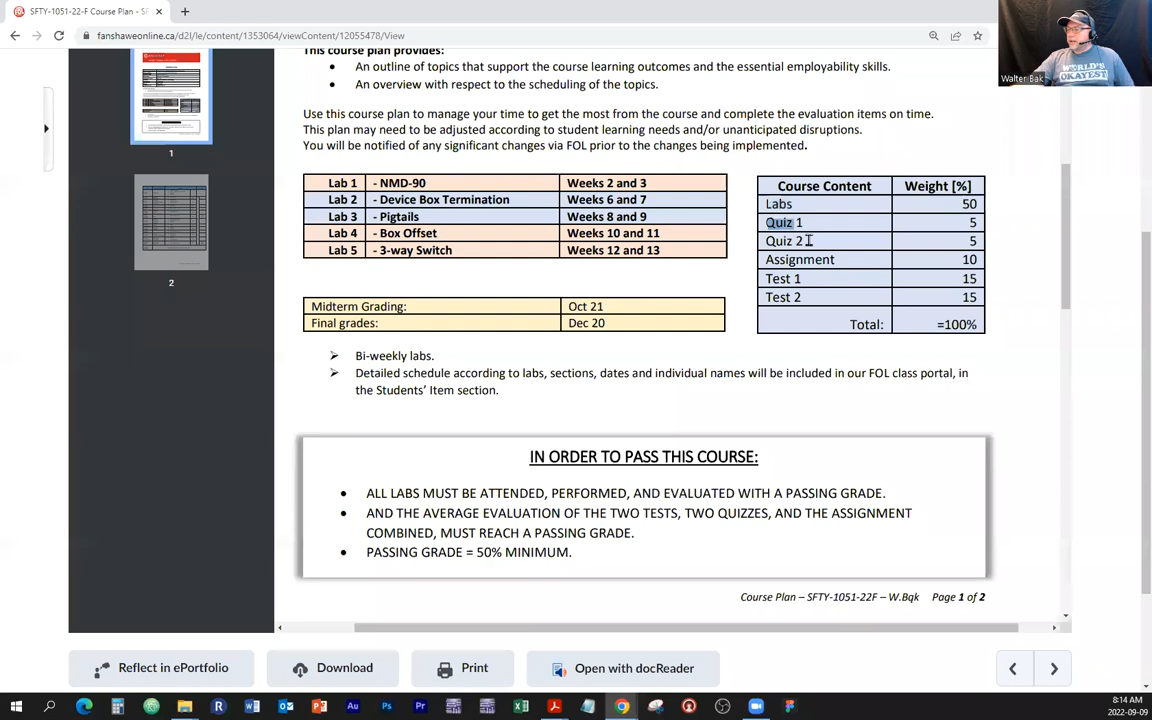 SFTY-1051-22-F Course Plan -
fanshaweonline.ca/d2l/le/content/1353064/viewContent/12055478/View
WORLD'S
OKAYEST
Walter Bak
This course plan provides:
An outline of topics that support the course learning outcomes and the essential employability skills.
An overview with respect to the scheduling of the topics.
Use this course plan to manage your time to get the most from the course and complete the evaluation items on time.
This plan may need to be adjusted according to student learning needs and/or unanticipated disruptions.
You will be notified of any significant changes via FOL prior to the changes being implemented.
1
2
Lab 1 - NMD-90 Weeks 2 and 3
Lab 2 - Device Box Termination Weeks 6 and 7
Lab 3 - Pigtails Weeks 8 and 9
Lab 4 - Box Offset Weeks 10 and 11
Lab 5 - 3-way Switch Weeks 12 and 13
Course Content Weight [%]
Labs 50
Quiz 1 5
Quiz 2 5
Assignment 10
Test 1 15
Test 2 15
Total: =100%
Midterm Grading: Oct 21
Final grades: Dec 20
Bi-weekly labs.
Detailed schedule according to labs, sections, dates and individual names will be included in our FOL class portal, in
the Students' Item section.
IN ORDER TO PASS THIS COURSE:
ALL LABS MUST BE ATTENDED, PERFORMED, AND EVALUATED WITH A PASSING GRADE.
AND THE AVERAGE EVALUATION OF THE TWO TESTS, TWO QUIZZES, AND THE ASSIGNMENT
COMBINED, MUST REACH A PASSING GRADE.
PASSING GRADE = 50% MINIMUM.
Course Plan – SFTY-1051-22F – W.Bqk Page 1 of 2
Reflect in ePortfolio
Download
Print
Open with docReader
8:14 AM
2022-09-09